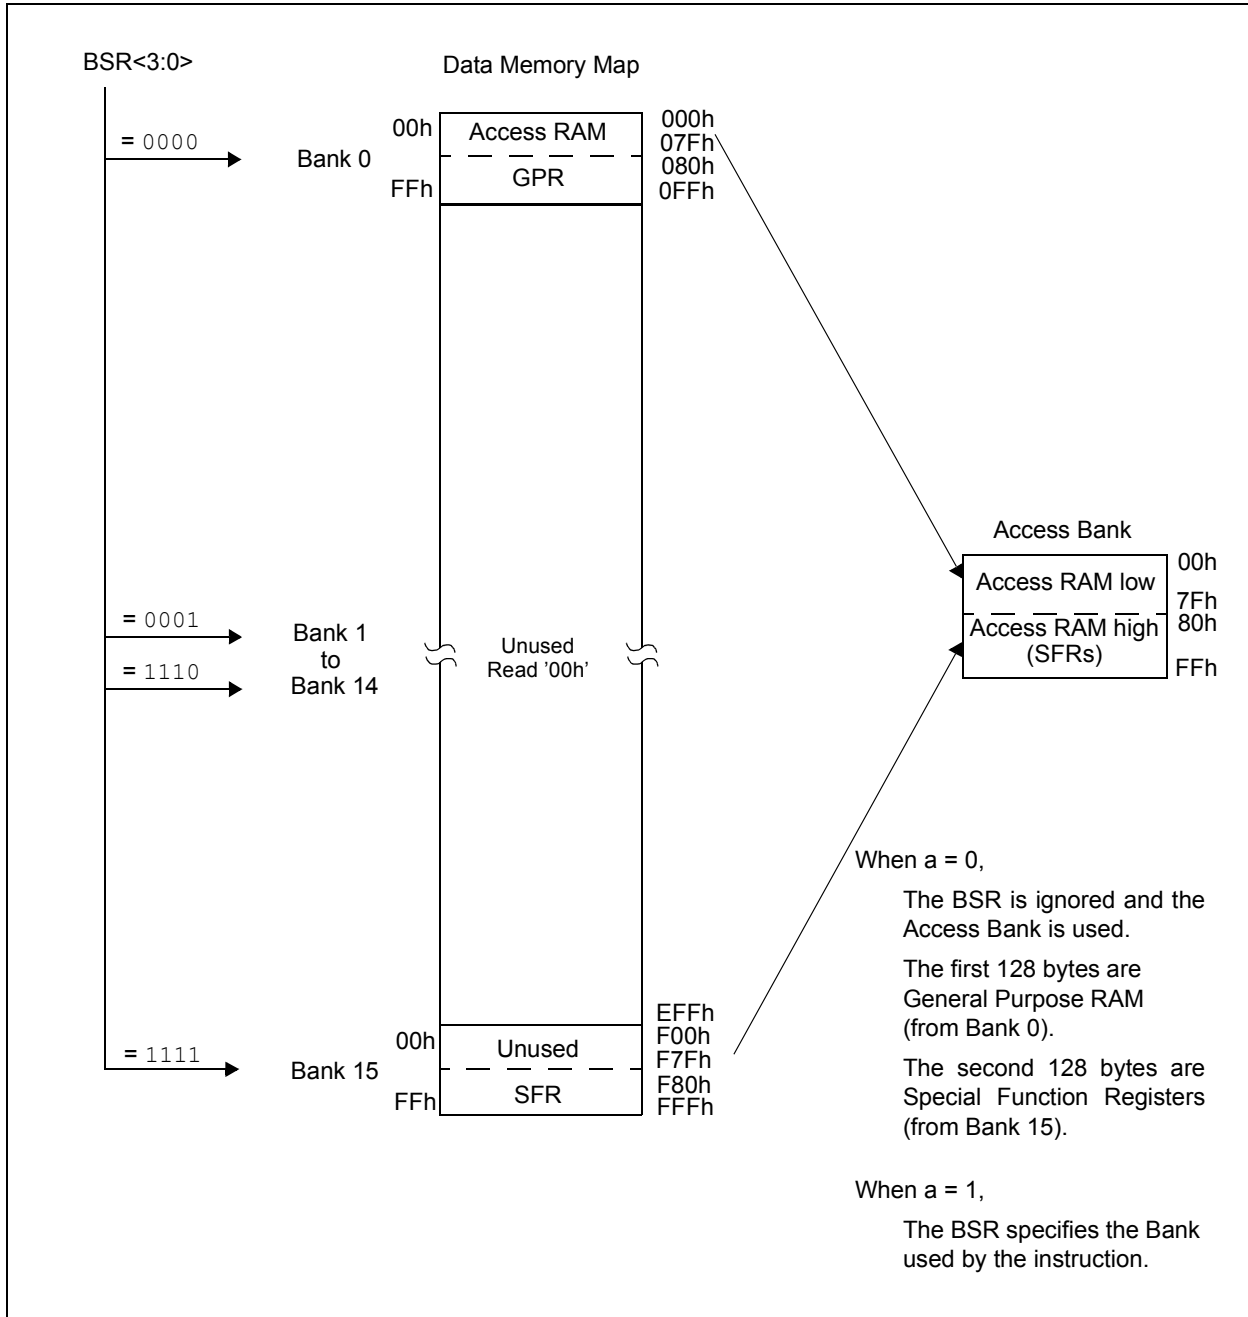 BSR<3:0>
Data Memory Map
= 0000
Bank 0
00h
FFh
Access RAM
GPR
000h
07Fh
080h
0FFh
= 0001
= 1110
Bank 1
to
Bank 14
Unused
Read '00h'
Access Bank
Access RAM low
Access RAM high
(SFRs)
00h
7Fh
80h
FFh
= 1111
Bank 15
00h
FFh
Unused
SFR
EFFh
F00h
F7Fh
F80h
FFFh
When a = 0,
The BSR is ignored and the
Access Bank is used.
The first 128 bytes are
General Purpose RAM
(from Bank 0).
The second 128 bytes are
Special Function Registers
(from Bank 15).
When a = 1,
The BSR specifies the Bank
used by the instruction.